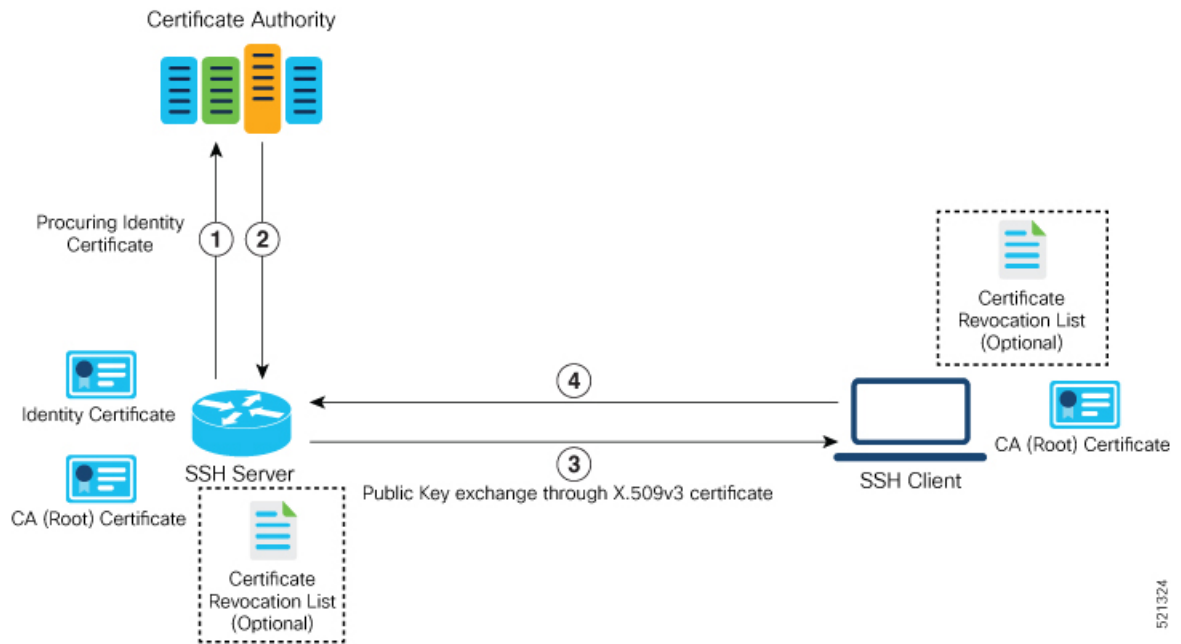 Certificate Authority
Procuring Identity
Certificate
1
2
Certificate
Revocation List
(Optional)
4
Identity Certificate
CA (Root) Certificate
SSH Server
3
SSH Client
Public Key exchange through X.509v3 certificate
CA (Root) Certificate
Certificate
Revocation List
(Optional)
521324